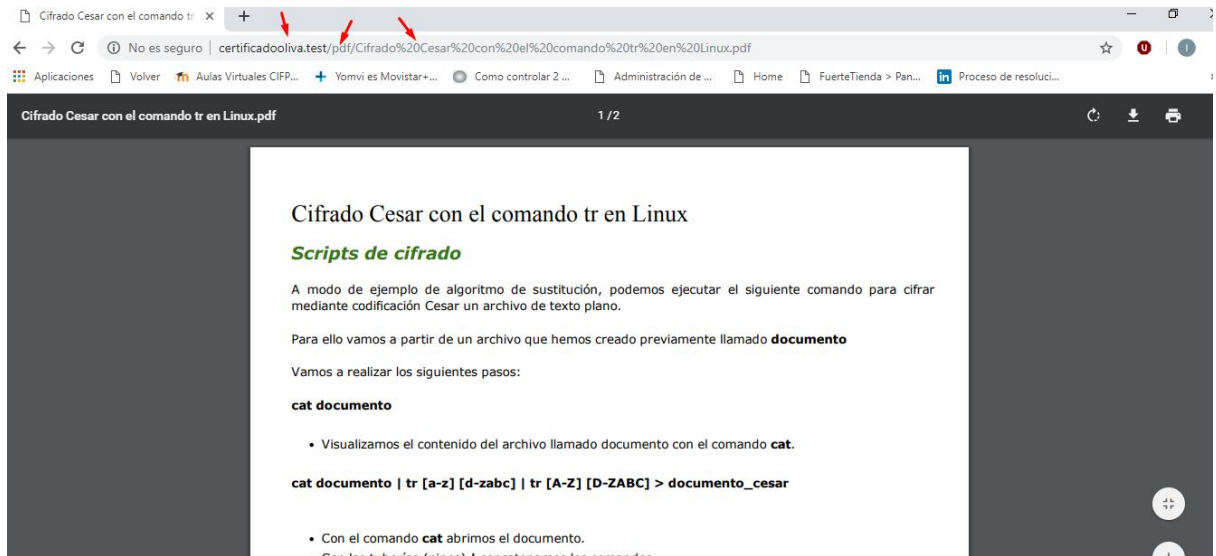 Cifrado Cesar con el comando tr
No es seguro | certificadooliva.test/pdf/Cifrado%20Cesar%20con%20el%20comando%20tr%20en%20Linux.pdf
Aplicaciones Volver Aulas Virtuales CIFP... Yomvi es Movistar+... Como controlar 2 ... Administración de ... Home FuerteTienda > Pan... Proceso de resoluci...
Cifrado Cesar con el comando tr en Linux.pdf 1 / 2
Cifrado Cesar con el comando tr en Linux
Scripts de cifrado
A modo de ejemplo de algoritmo de sustitución, podemos ejecutar el siguiente comando para cifrar
mediante codificación Cesar un archivo de texto plano.
Para ello vamos a partir de un archivo que hemos creado previamente llamado documento
Vamos a realizar los siguientes pasos:
cat documento
• Visualizamos el contenido del archivo llamado documento con el comando cat.
cat documento | tr [a-z] [d-zabc] | tr [A-Z] [D-ZABC] > documento_cesar
• Con el comando cat abrimos el documento.